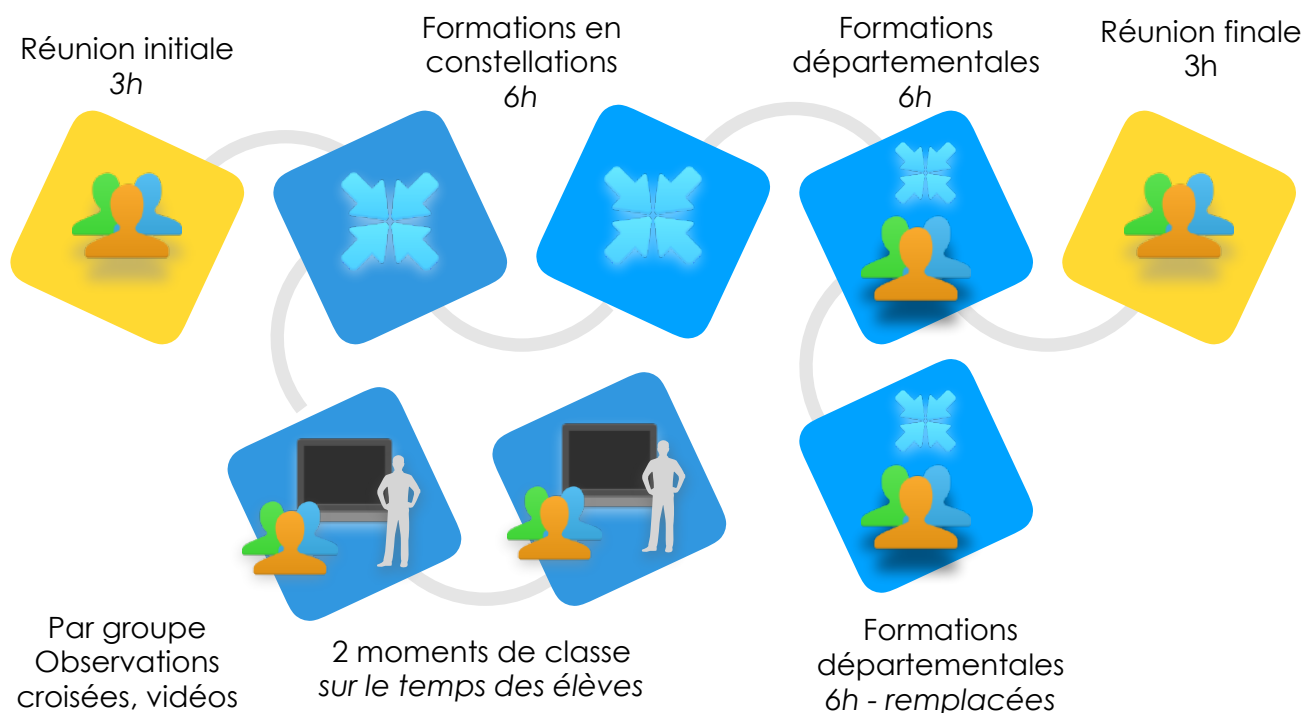 Réunion initiale
3h
Formations en
constellations
6h
Formations
départementales
6h
Réunion finale
3h
Par groupe
Observations
croisées, vidéos
2 moments de classe
sur le temps des élèves
Formations
départementales
6h - remplacées